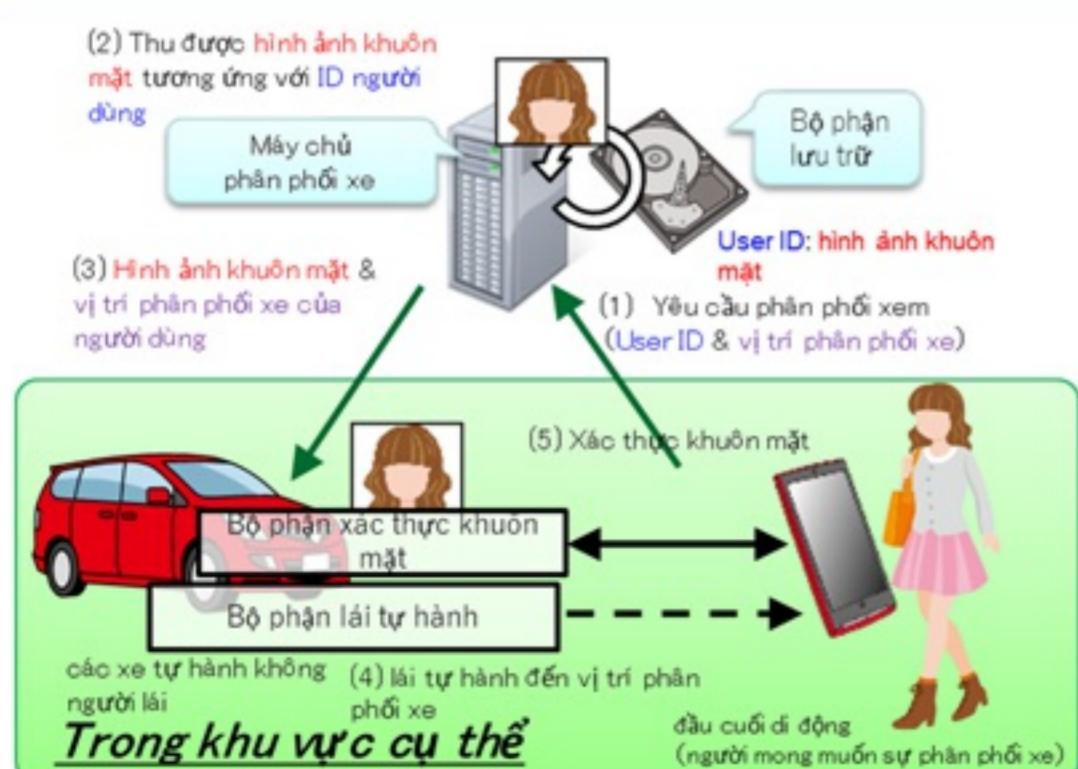 (2) Thu được hình ảnh khuôn
mặt tương ứng với ID người
dùng
Máy chủ
phân phối xe
Bộ phận
lưu trữ
User ID: hình ảnh khuôn
mặt
(3) Hình ảnh khuôn mặt &
vị trí phân phối xe của
người dùng
(1) Yêu cầu phân phối xem
(User ID & vị trí phân phối xe)
(5) Xác thực khuôn mặt
Bộ phận xác thực khuôn
mặt
Bộ phận lái tự hành
các xe tự hành không
người lái
(4) lái tự hành đến vị trí phân
phối xe
Trong khu vực cụ thể
đầu cuối di động
(người mong muốn sự phân phối xe)